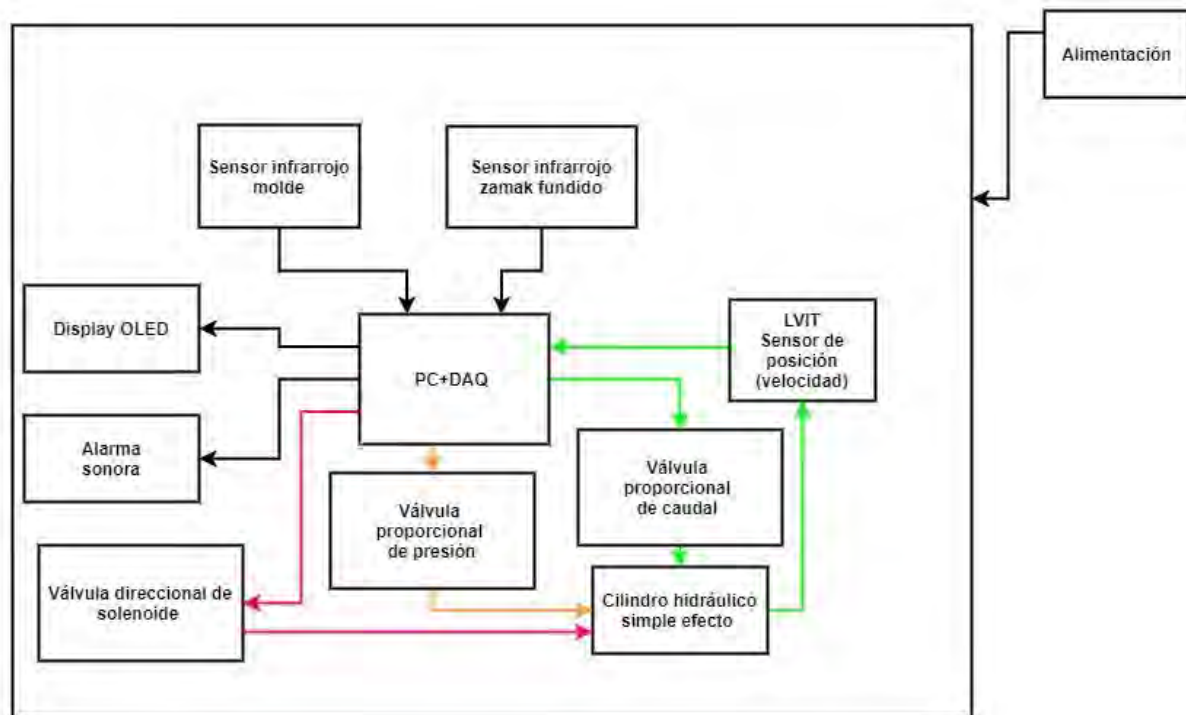 Alimentación
Sensor infrarrojo
molde
Sensor infrarrojo
zamak fundido
Display OLED
PC+DAQ
LVIT
Sensor de
posición
(velocidad)
Alarma
sonora
Válvula
proporcional
de presión
Válvula
proporcional
de caudal
Válvula direccional de
solenoide
Cilindro hidráulico
simple efecto